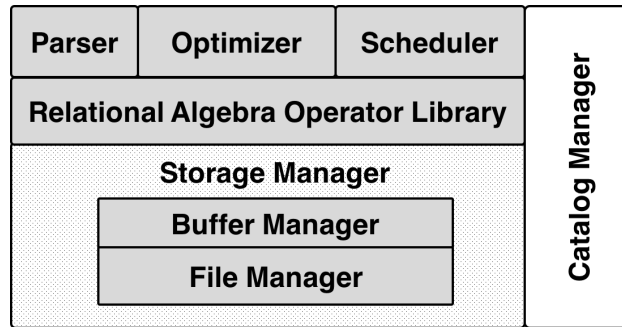 Parser Optimizer Scheduler
Relational Algebra Operator Library
Storage Manager
Buffer Manager
File Manager
Catalog Manager